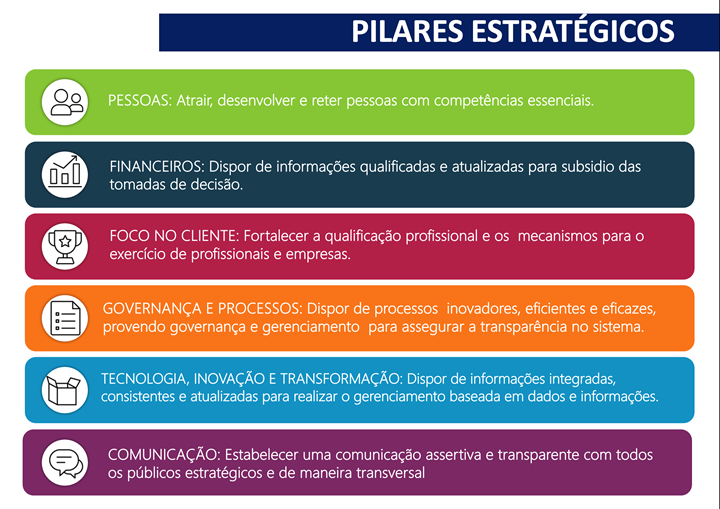 PILARES ESTRATÉGICOS
PESSOAS: Atrair, desenvolver e reter pessoas com competências essenciais.
FINANCEIROS: Dispor de informações qualificadas e atualizadas para subsidio das
tomadas de decisão.
FOCO NO CLIENTE: Fortalecer a qualificação profissional e os mecanismos para o
exercício de profissionais e empresas.
GOVERNANÇA E PROCESSOS: Dispor de processos inovadores, eficientes e eficazes,
provendo governança e gerenciamento para assegurar a transparência no sistema.
TECNOLOGIA, INOVAÇÃO E TRANSFORMAÇÃO: Dispor de informações integradas,
consistentes e atualizadas para realizar o gerenciamento baseada em dados e informações.
COMUNICAÇÃO: Estabelecer uma comunicação assertiva e transparente com todos
os públicos estratégicos e de maneira transversal